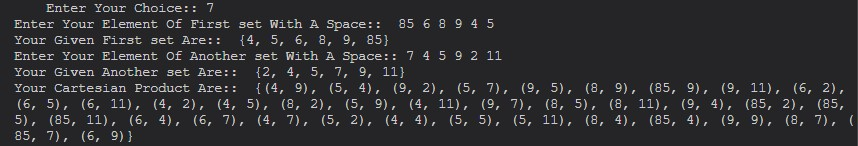 Enter Your Choice:: 7
Enter Your Element Of First set With A Space::  85 6 8 9 4 5
Your Given First set Are::  {4, 5, 6, 8, 9, 85}
Enter Your Element Of Another set With A Space:: 7 4 5 9 2 11
Your Given Another set Are::  {2, 4, 5, 7, 9, 11}
Your Cartesian Product Are::  {(4, 9), (5, 4), (9, 2), (5, 7), (9, 5), (8, 9), (85, 9), (9, 11), (6, 2),
(6, 5), (6, 11), (4, 2), (4, 5), (8, 2), (5, 9), (4, 11), (9, 7), (8, 5), (8, 11), (9, 4), (85, 2), (85,
5), (85, 11), (6, 4), (6, 7), (4, 7), (5, 2), (4, 4), (5, 5), (5, 11), (8, 4), (85, 4), (9, 9), (8, 7), (
85, 7), (6, 9)}